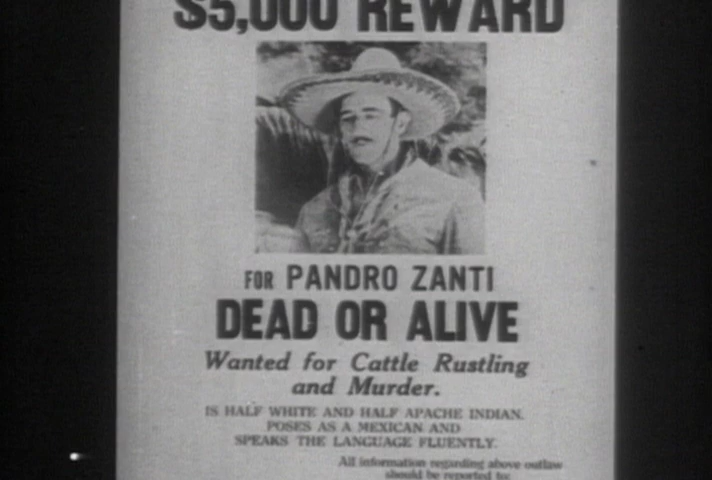 $5,000 REWARD
FOR PANDRO ZANTI
DEAD OR ALIVE
Wanted for Cattle Rustling
and Murder.
IS HALF WHITE AND HALF APACHE INDIAN.
POSES AS A MEXICAN AND
SPEAKS THE LANGUAGE FLUENTLY.
All information regarding above outlaw
should be reported to: